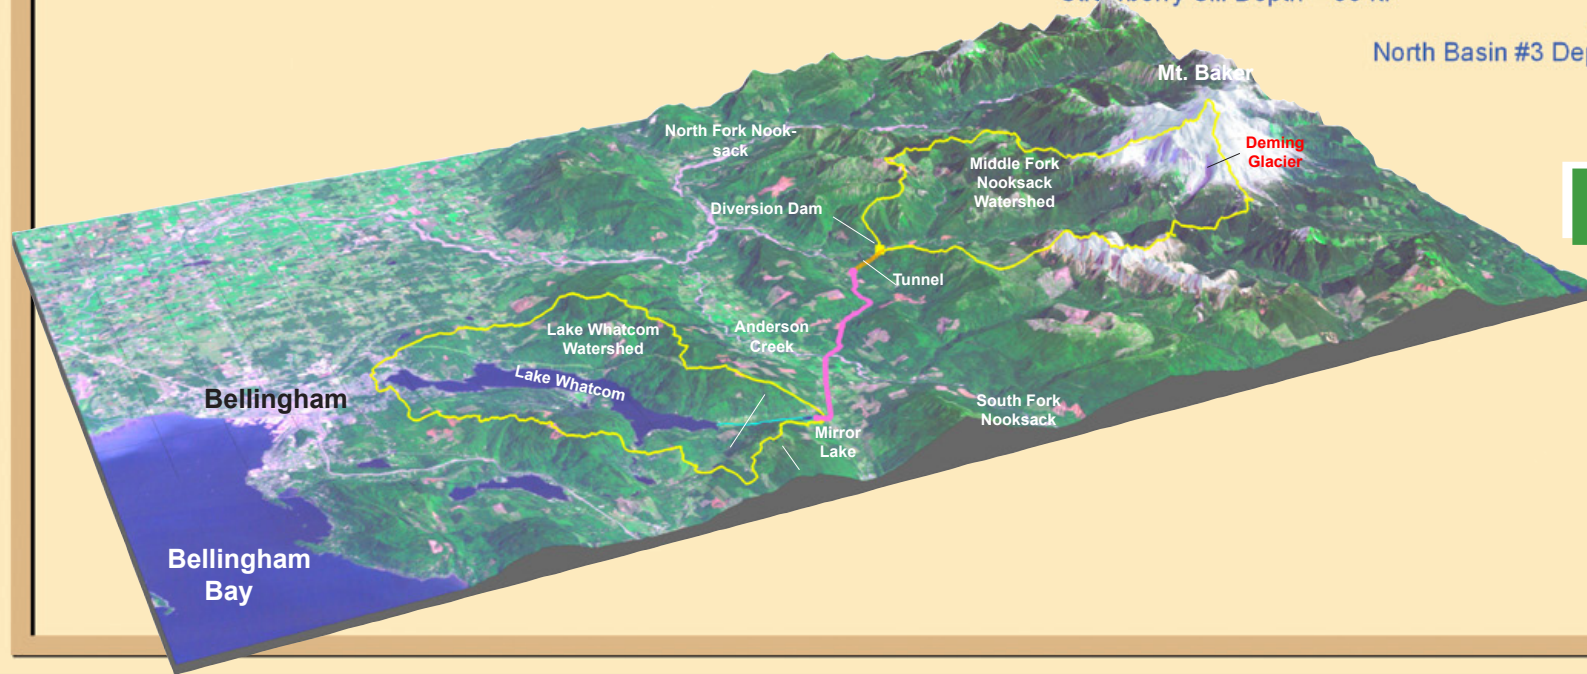 North Basin #3 Dep
Mt. Baker
North Fork Nook-
sack
Deming
Glacier
Middle Fork
Nooksack
Watershed
Diversion Dam
Tunnel
Lake Whatcom
Watershed
Anderson
Creek
Lake Whatcom
Bellingham
South Fork
Nooksack
Mirror
Lake
Bellingham
Bay